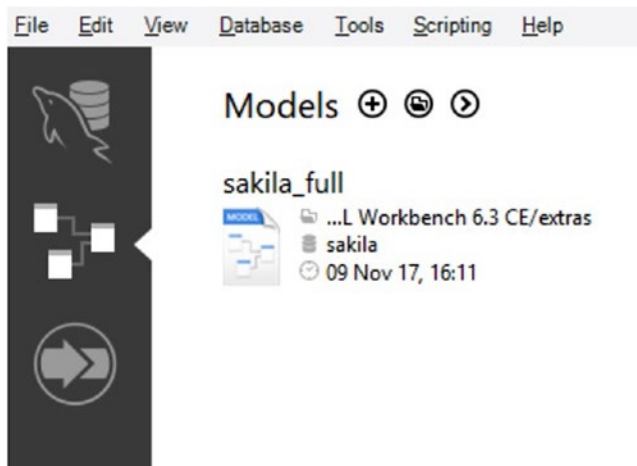 File Edit View Database Tools Scripting Help
Models
sakila_full
MODEL
...L Workbench 6.3 CE/extras
sakila
09 Nov 17, 16:11